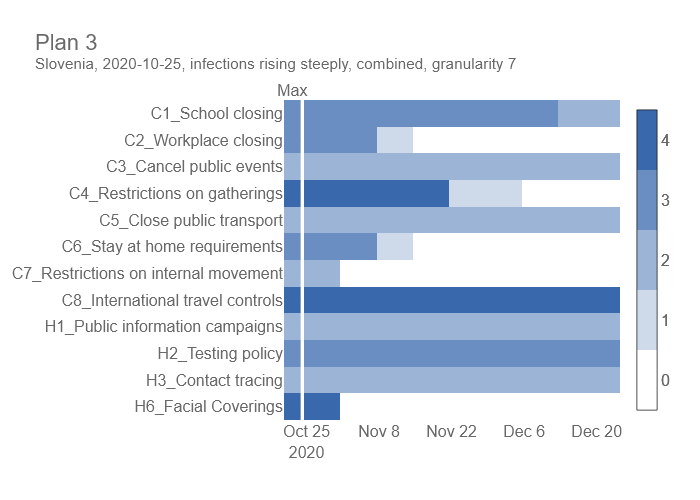 Plan 3
Slovenia, 2020-10-25, infections rising steeply, combined, granularity 7
Max
C1_School closing
C2_Workplace closing
C3_Cancel public events
C4_Restrictions on gatherings
C5_Close public transport
C6_Stay at home requirements
C7_Restrictions on internal movement
C8_International travel controls
H1_Public information campaigns
H2_Testing policy
H3_Contact tracing
H6_Facial Coverings
Oct 25 Nov 8 Nov 22 Dec 6 Dec 20
2020
4
3
2
1
0